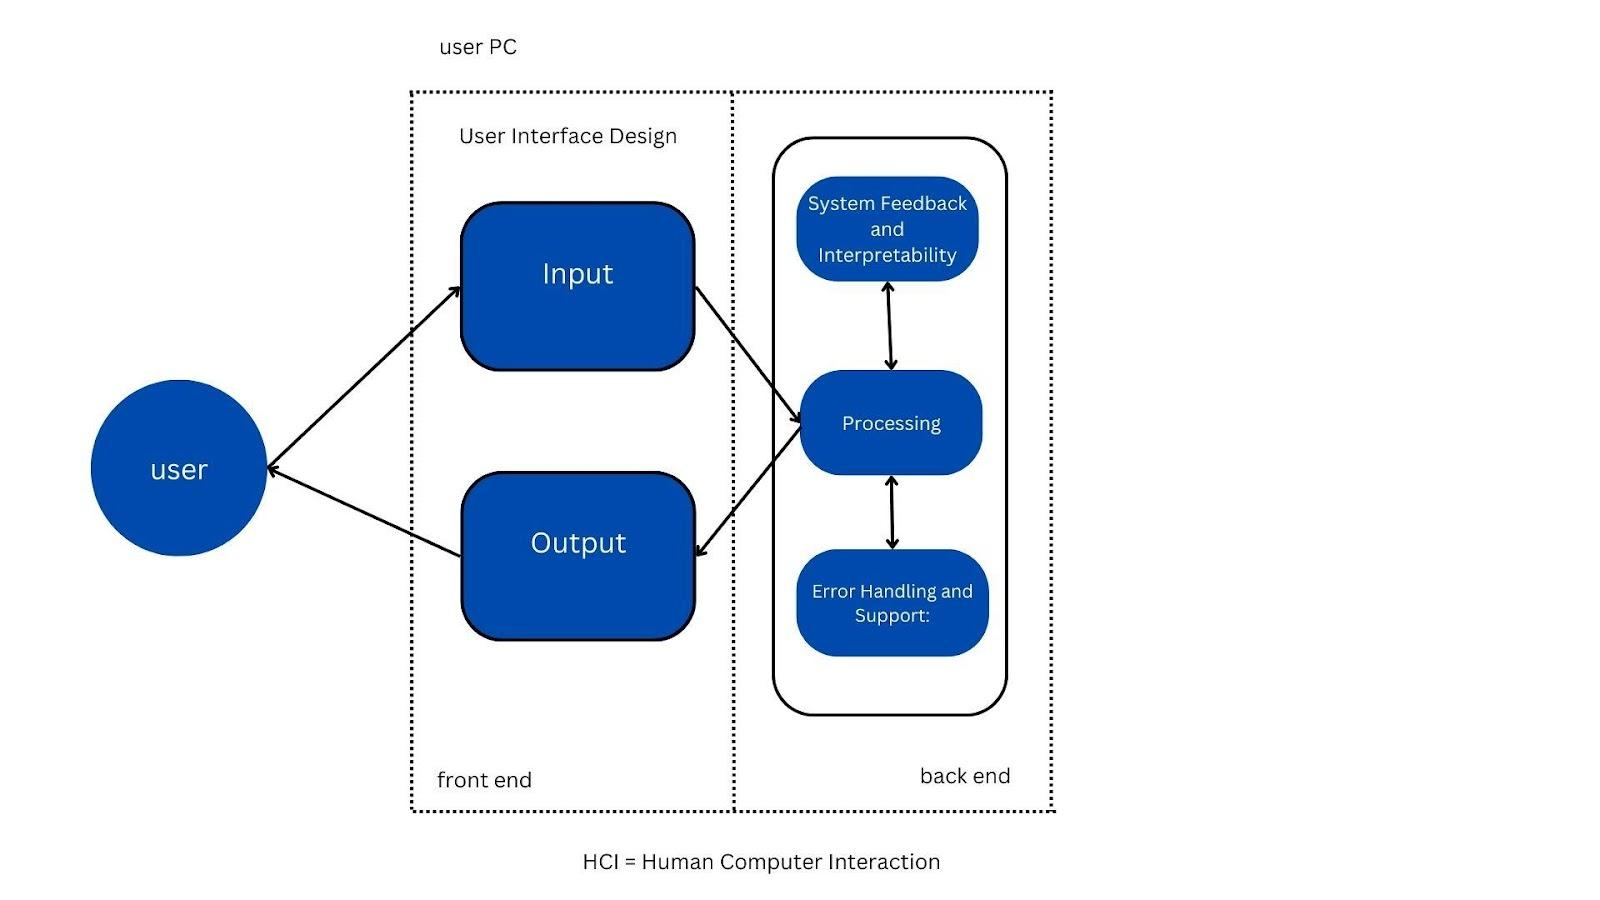 user PC
User Interface Design
Input
Output
user
front end
System Feedback
and
Interpretability
Processing
Error Handling and
Support:
back end
HCI = Human Computer Interaction